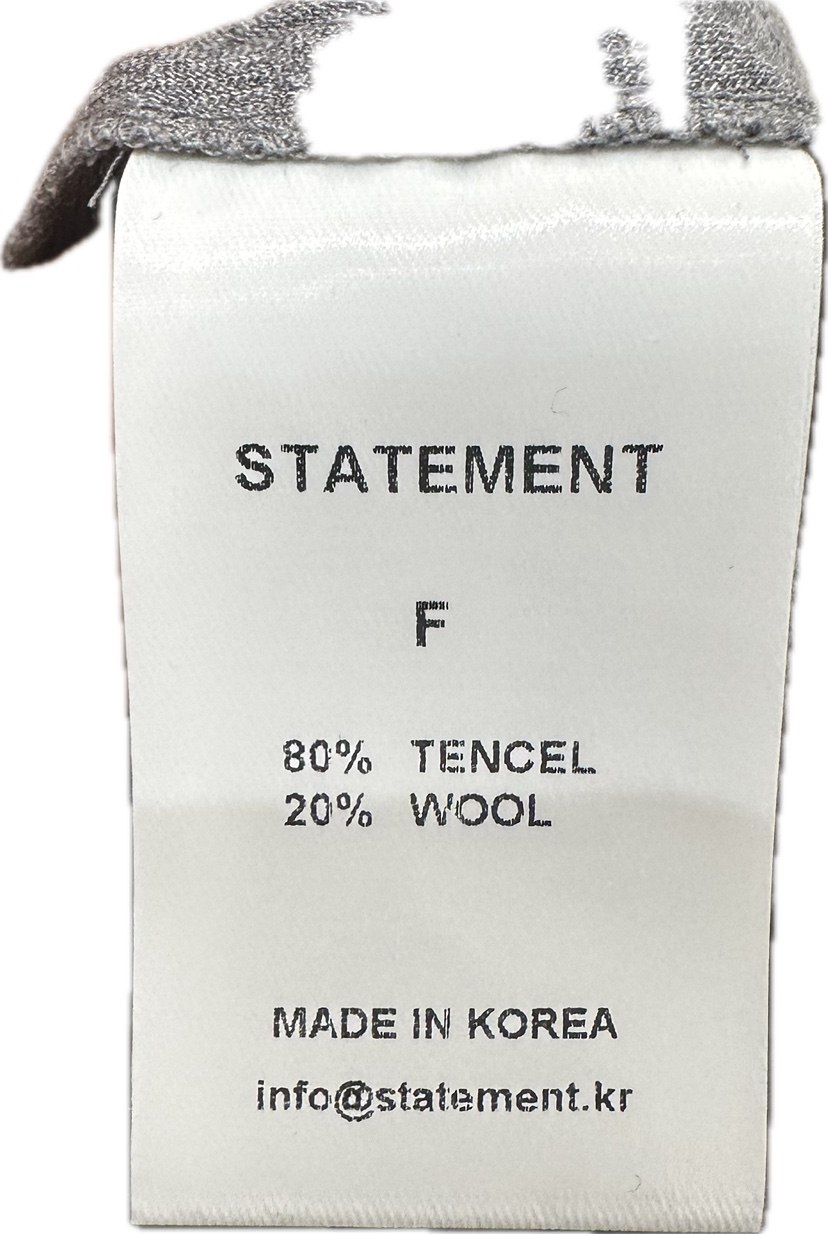 STATEMENT
F
80% TENCEL
20% WOOL
MADE IN KOREA
info@statement.kr